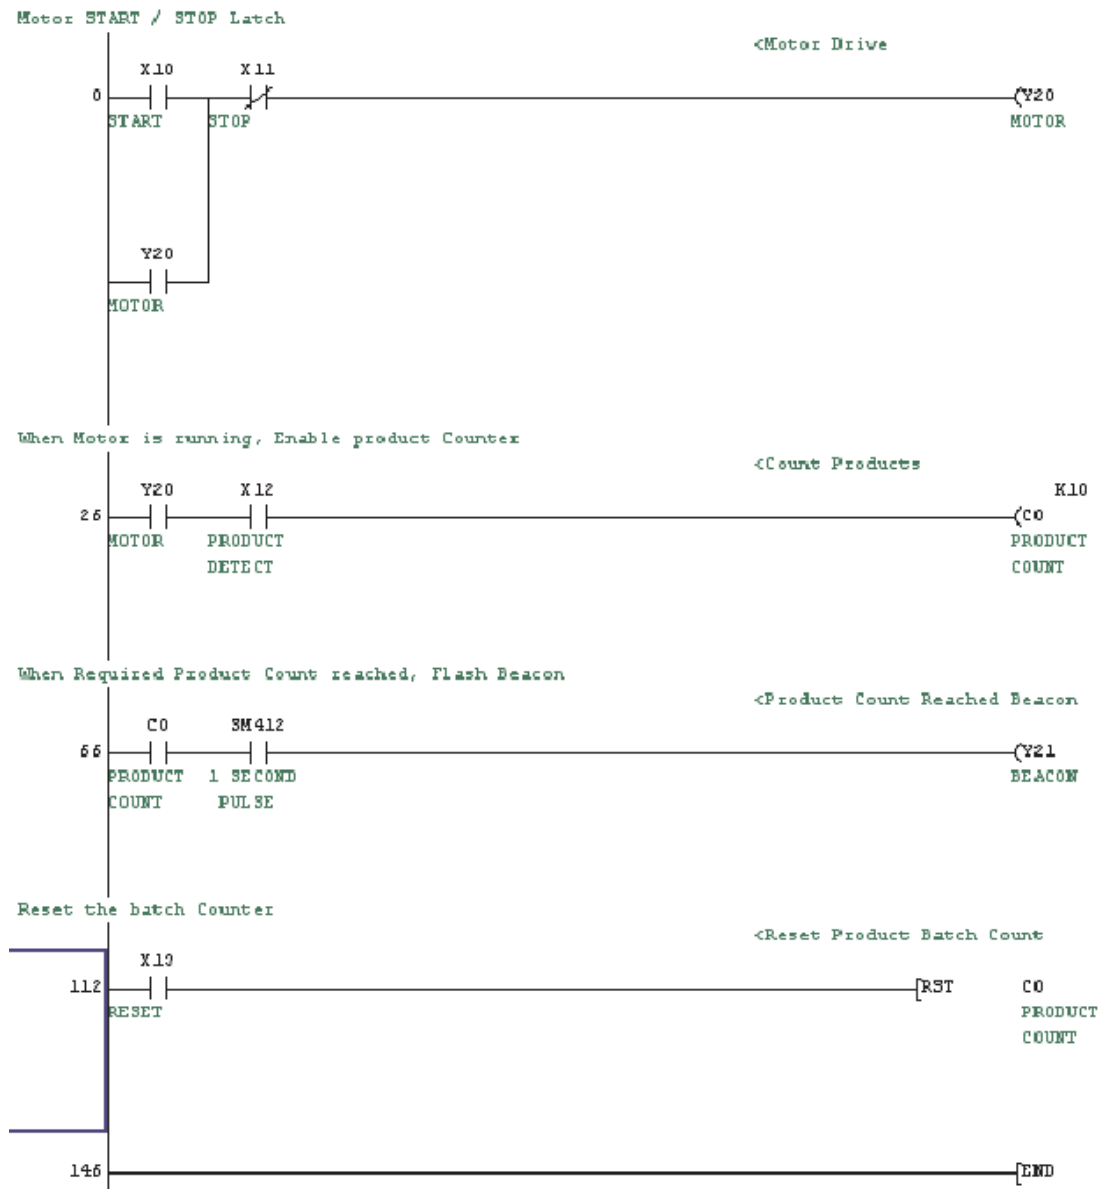 Motor START / STOP Latch
<Motor Drive
X10 X11
0 (Y20
START STOP MOTOR
Y20
MOTOR
When Motor is running, Enable product Counter
<Count Products
Y20 X12 K10
26 (C0
MOTOR PRODUCT PRODUCT
DETECT COUNT
When Required Product Count reached, Flash Beacon
<Product Count Reached Beacon
C0 SM412
66 (Y21
PRODUCT 1 SECOND BEACON
COUNT PULSE
Reset the batch Counter
<Reset Product Batch Count
X13
112 [RST C0
RESET PRODUCT
COUNT
146 [END